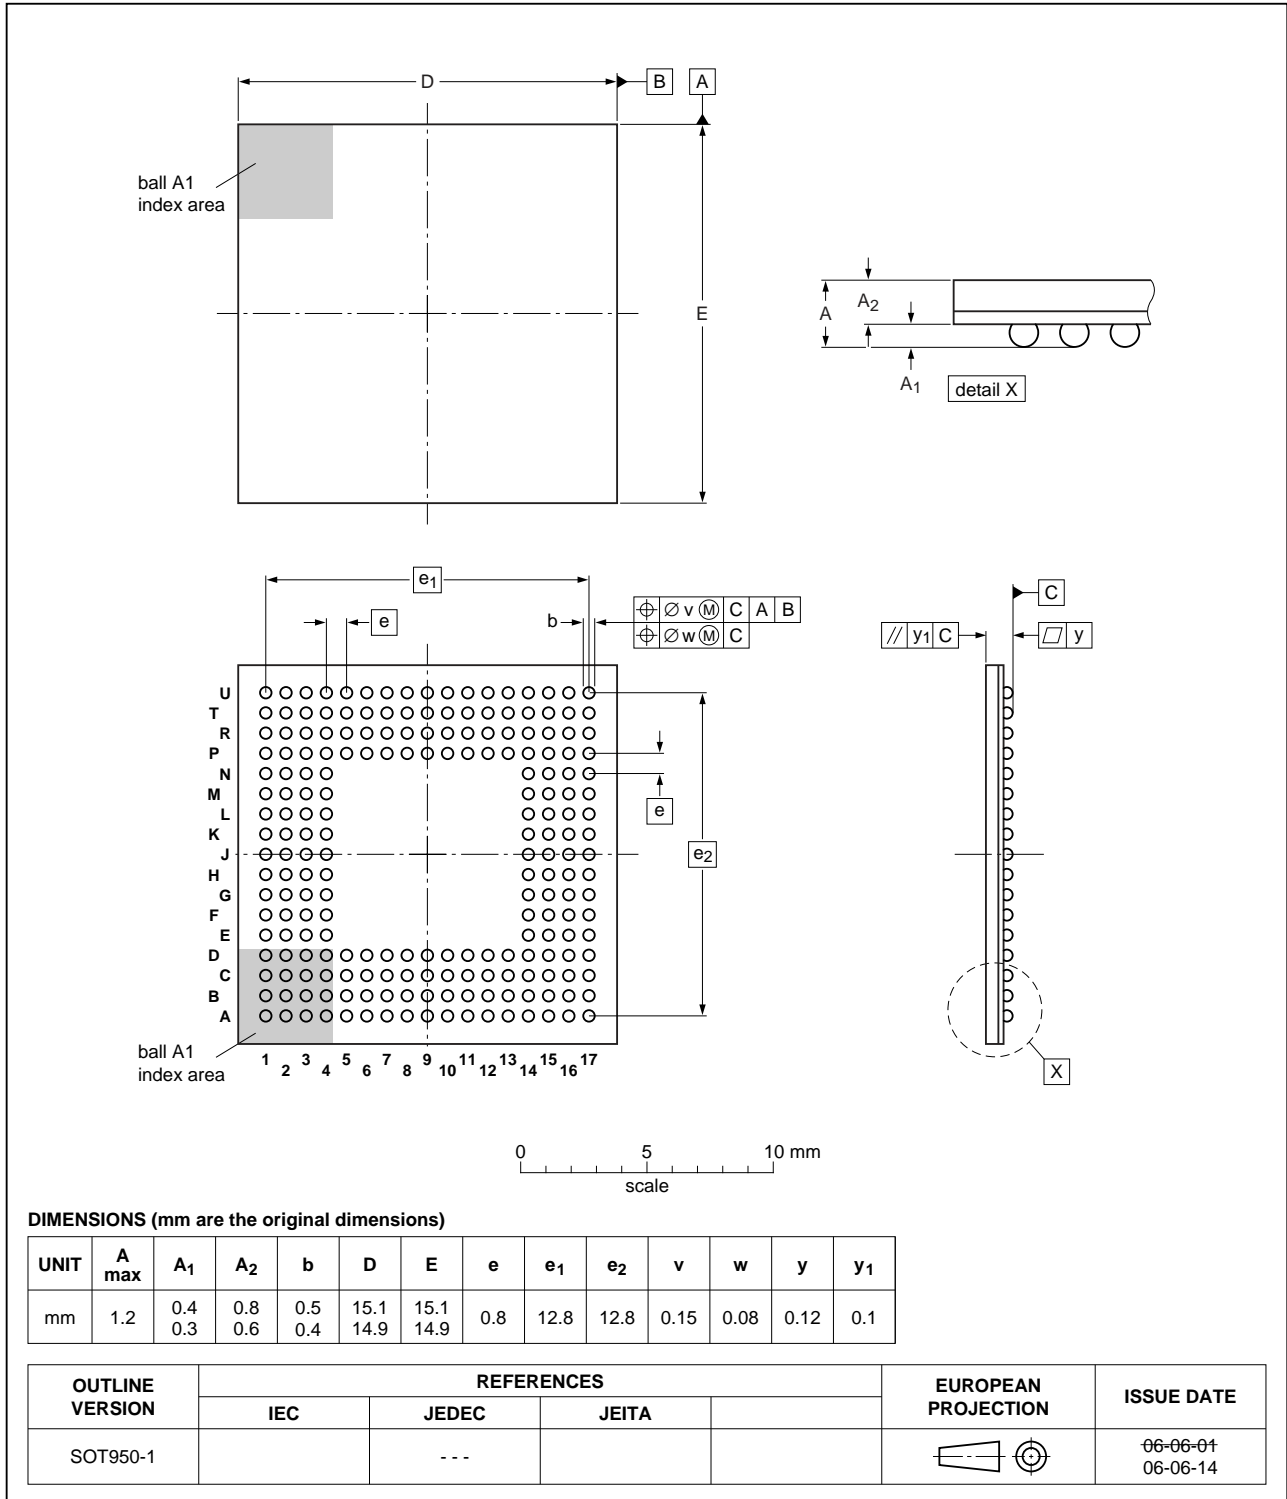 D
B
A
ball A1
index area
E
A
A2
A1
detail X
e1
e
b
⌖ ∅ v Ⓜ C A B
⌖ ∅ w Ⓜ C
C
// y1 C
▱ y
U
T
R
P
N
M
L
K
J
H
G
F
E
D
C
B
A
e
e2
ball A1
index area
1 2 3 4 5 6 7 8 9 10 11 12 13 14 15 16 17
X
0 5 10 mm
scale
DIMENSIONS (mm are the original dimensions)
UNIT A max A1 A2 b D E e e1 e2 v w y y1
mm 1.2 0.4 0.3 0.8 0.6 0.5 0.4 15.1 14.9 15.1 14.9 0.8 12.8 12.8 0.15 0.08 0.12 0.1
OUTLINE VERSION REFERENCES EUROPEAN PROJECTION ISSUE DATE
IEC JEDEC JEITA
SOT950-1 - - - 06-06-01
06-06-14